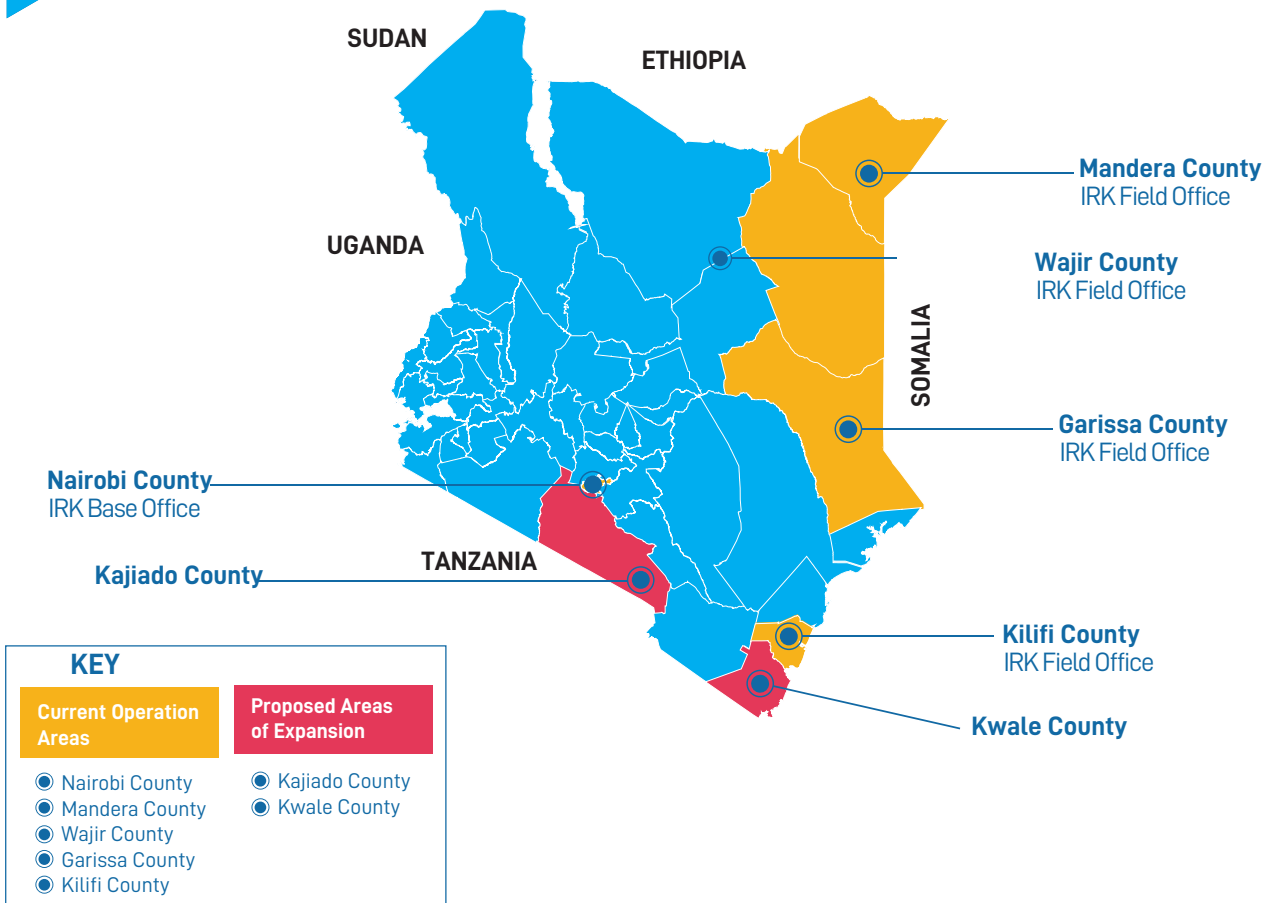 SUDAN
ETHIOPIA
Mandera County
IRK Field Office
UGANDA
Wajir County
IRK Field Office
SOMALIA
Garissa County
IRK Field Office
Nairobi County
IRK Base Office
TANZANIA
Kajiado County
Kilifi County
IRK Field Office
Kwale County
KEY
Current Operation
Areas
Nairobi County
Mandera County
Wajir County
Garissa County
Kilifi County
Proposed Areas
of Expansion
Kajiado County
Kwale County